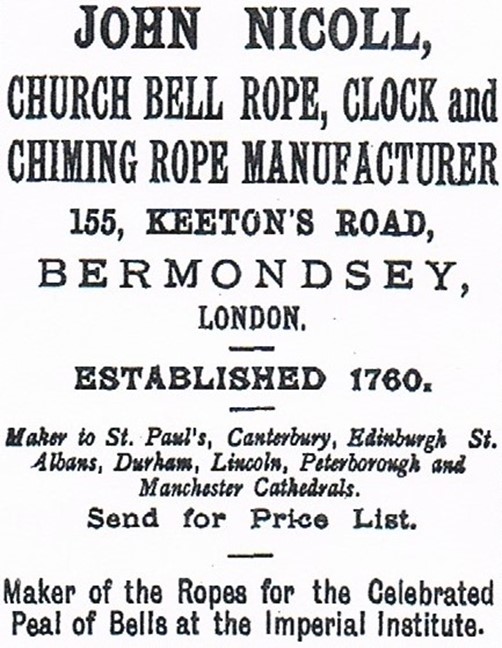 JOHN NICOLL,
CHURCH BELL ROPE, CLOCK and
CHIMING ROPE MANUFACTURER
155, KEETON'S ROAD,
BERMONDSEY,
LONDON.
ESTABLISHED 1760.
Maker to St. Paul's, Canterbury, Edinburgh St.
Albans, Durham, Lincoln, Peterborough and
Manchester Cathedrals.
Send for Price List.
Maker of the Ropes for the Celebrated
Peal of Bells at the Imperial Institute.